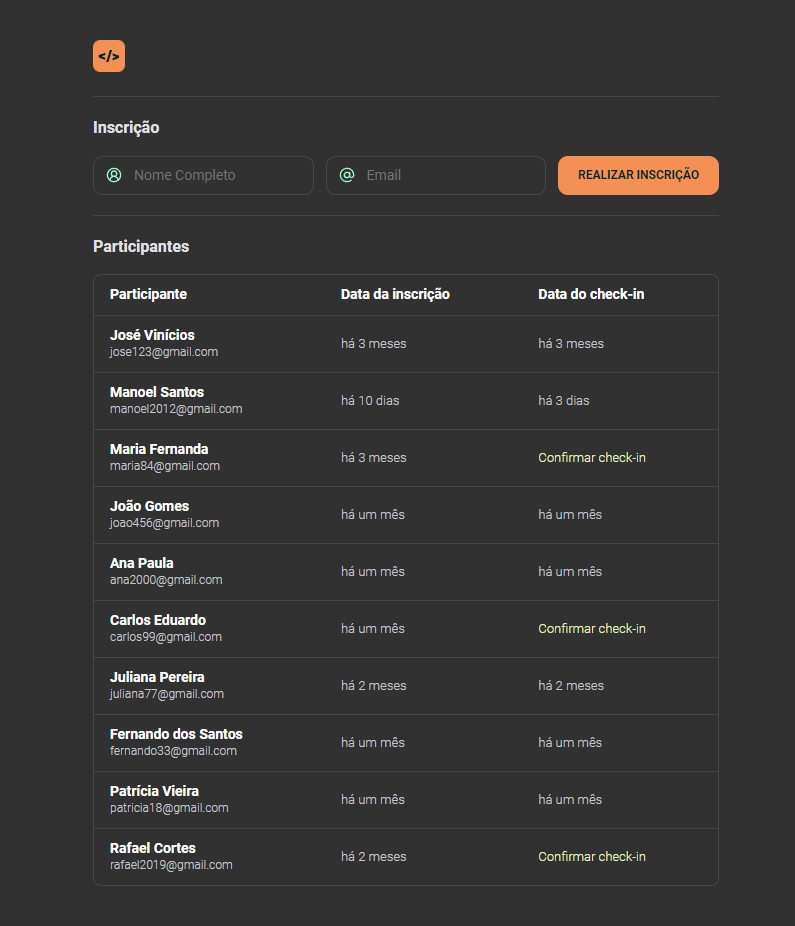 </>
Inscrição
Nome Completo
Email
REALIZAR INSCRIÇÃO
Participantes
Participante Data da inscrição Data do check-in
José Vinícios
jose123@gmail.com
há 3 meses há 3 meses
Manoel Santos
manoel2012@gmail.com
há 10 dias há 3 dias
Maria Fernanda
maria84@gmail.com
há 3 meses Confirmar check-in
João Gomes
joao456@gmail.com
há um mês há um mês
Ana Paula
ana2000@gmail.com
há um mês há um mês
Carlos Eduardo
carlos99@gmail.com
há um mês Confirmar check-in
Juliana Pereira
juliana77@gmail.com
há 2 meses há 2 meses
Fernando dos Santos
fernando33@gmail.com
há um mês há um mês
Patrícia Vieira
patricia18@gmail.com
há um mês há um mês
Rafael Cortes
rafael2019@gmail.com
há 2 meses Confirmar check-in